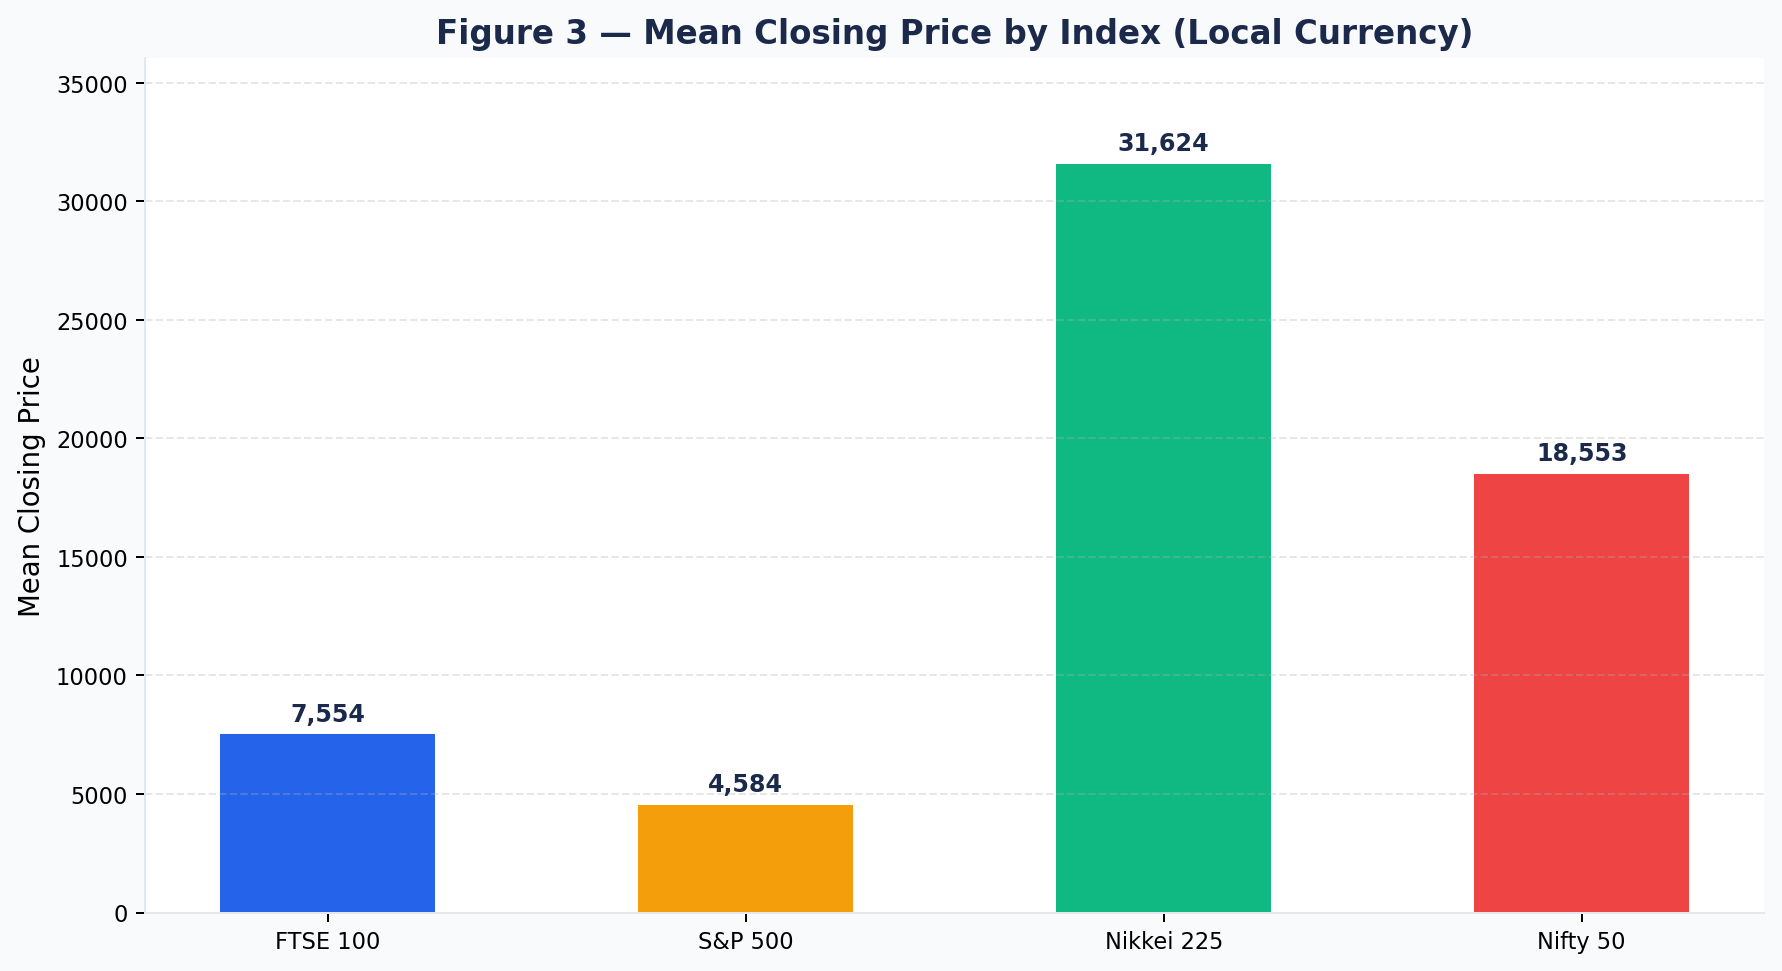 Figure 3 — Mean Closing Price by Index (Local Currency)
Mean Closing Price
35000
30000
25000
20000
15000
10000
5000
0
7,554
4,584
31,624
18,553
FTSE 100
S&P 500
Nikkei 225
Nifty 50